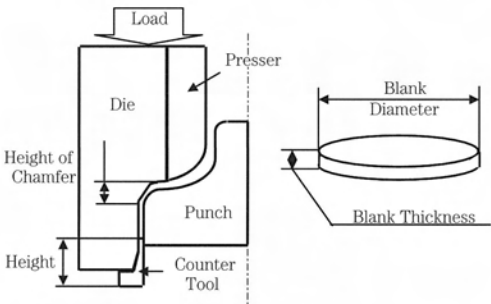 Load
Presser
Die
Height of
Chamfer
Punch
Height
Counter
Tool
Blank
Diameter
Blank Thickness